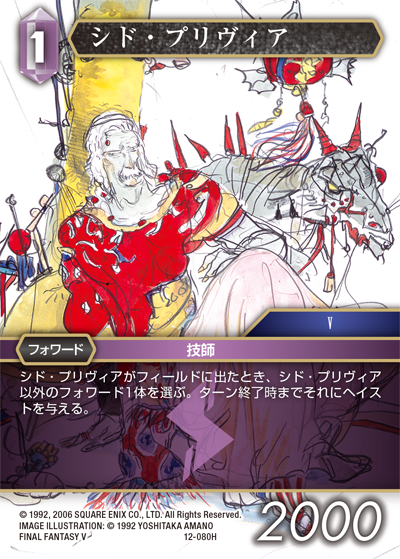 1
シド・プリヴィア
V
フォワード
技師
シド・プリヴィアがフィールドに出たとき、シド・プリヴィア
以外のフォワード1体を選ぶ。ターン終了時までそれにヘイス
トを与える。
© 1992, 2006 SQUARE ENIX CO., LTD. All Rights Reserved.
IMAGE ILLUSTRATION: © 1992 YOSHITAKA AMANO
FINAL FANTASY V
12-080H
2000